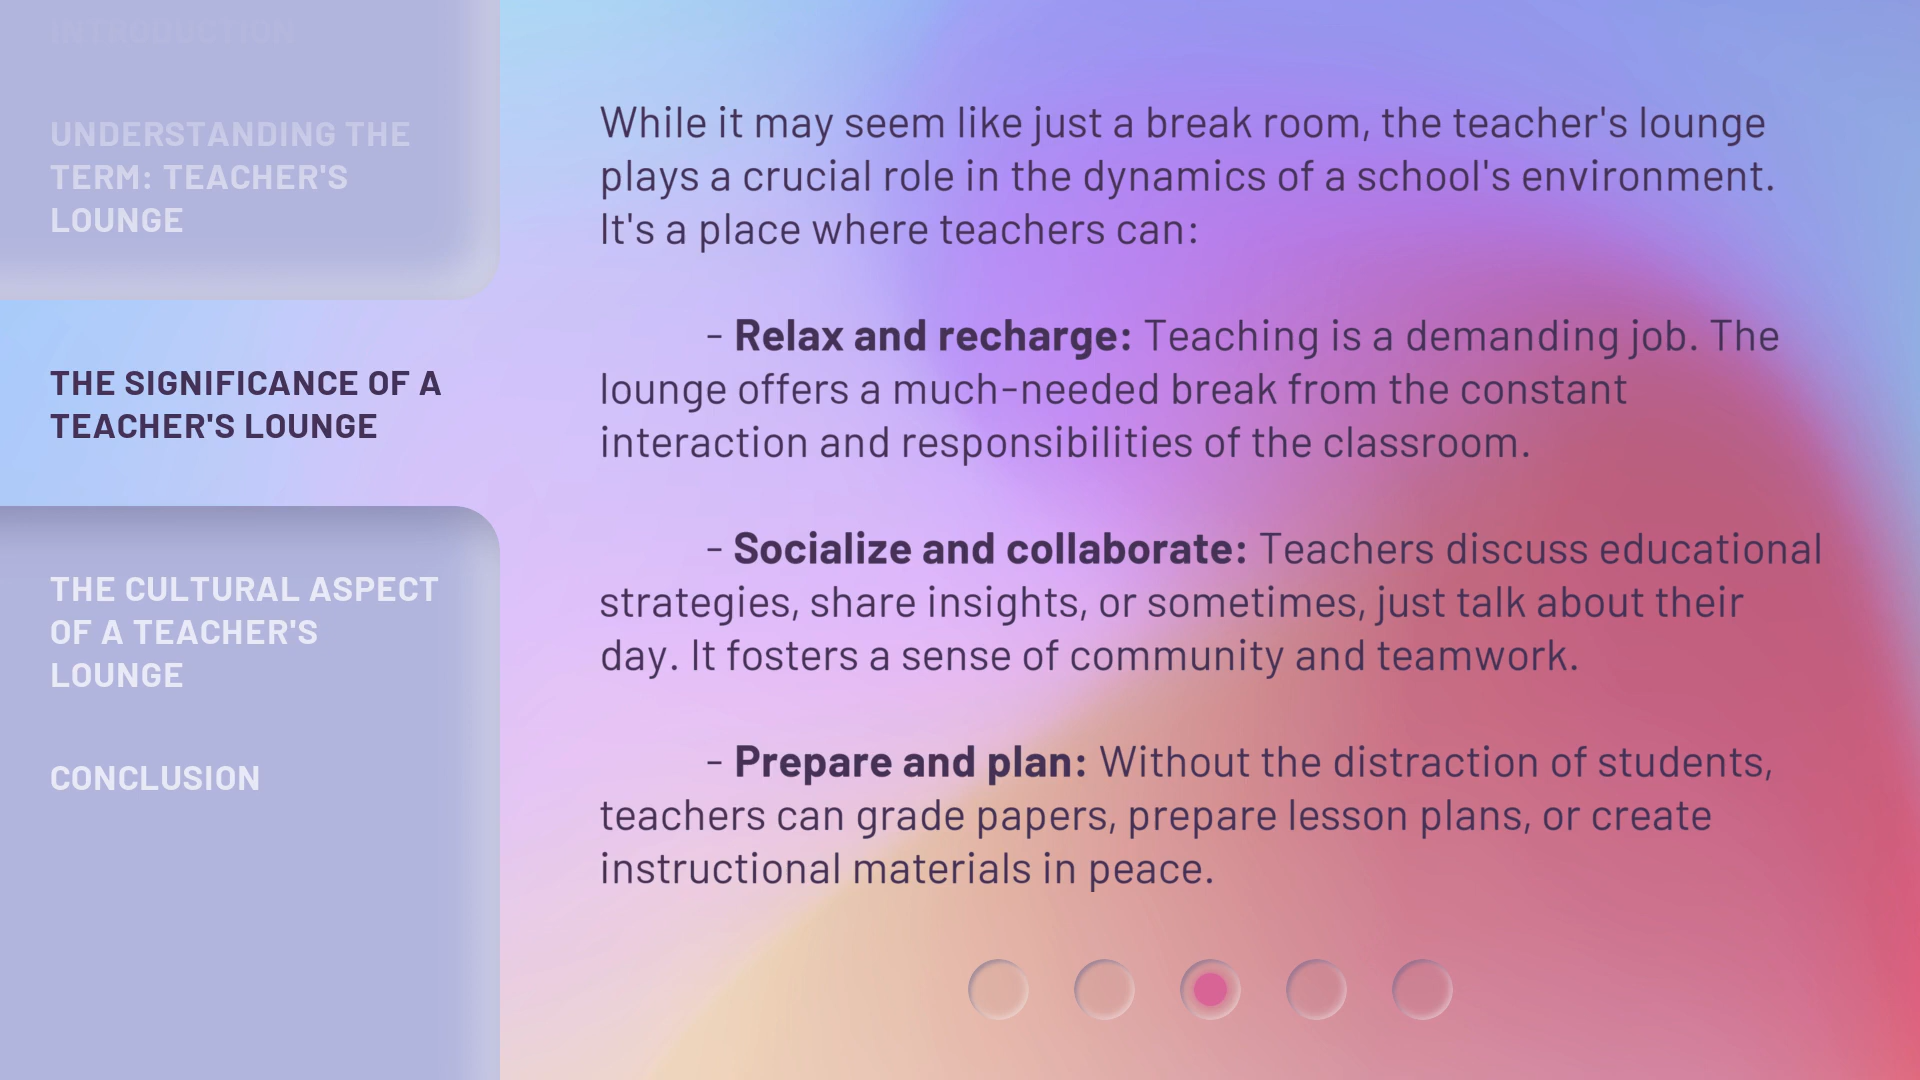 INTRODUCTION
UNDERSTANDING THE
TERM: TEACHER'S
LOUNGE
THE SIGNIFICANCE OF A
TEACHER'S LOUNGE
THE CULTURAL ASPECT
OF A TEACHER'S
LOUNGE
CONCLUSION
While it may seem like just a break room, the teacher's lounge
plays a crucial role in the dynamics of a school's environment.
It's a place where teachers can:
- Relax and recharge: Teaching is a demanding job. The
lounge offers a much-needed break from the constant
interaction and responsibilities of the classroom.
- Socialize and collaborate: Teachers discuss educational
strategies, share insights, or sometimes, just talk about their
day. It fosters a sense of community and teamwork.
- Prepare and plan: Without the distraction of students,
teachers can grade papers, prepare lesson plans, or create
instructional materials in peace.